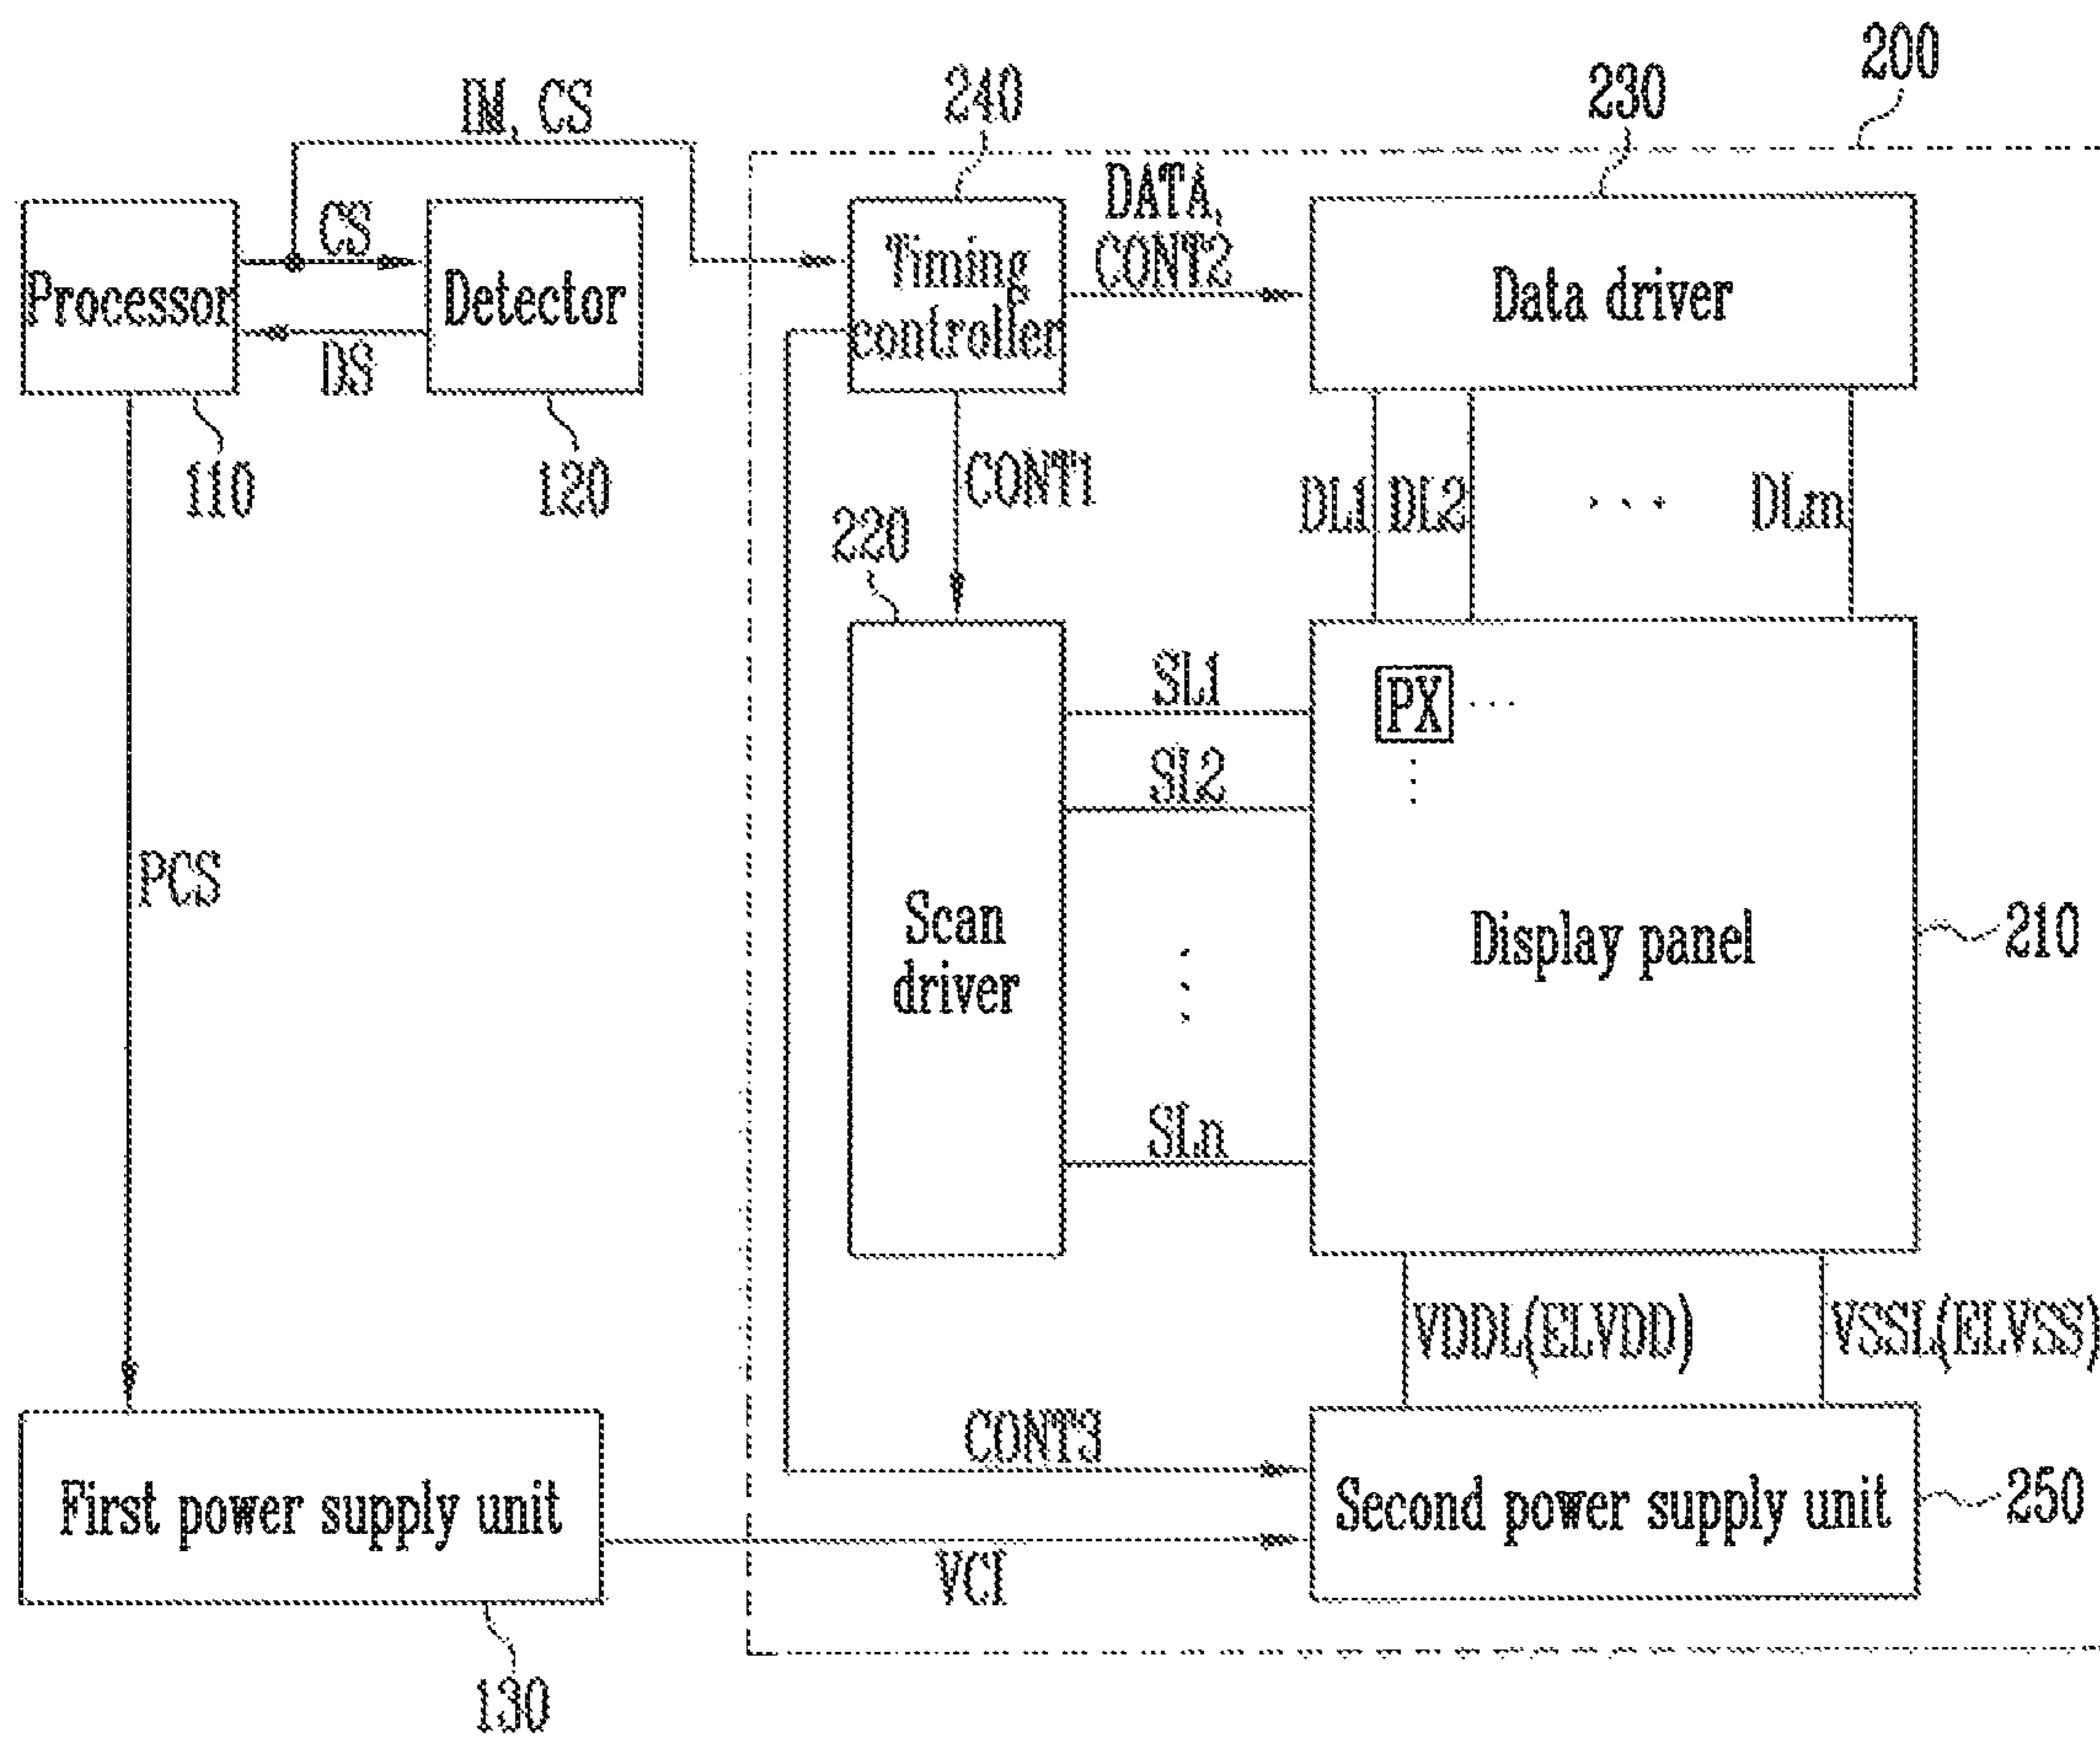 200
240
230
IM, CS
DATA,
CONT2
CS
Processor
Detector
DS
Timing
controller
Data driver
110
120
CONT1
DL1
DL2
...
DLm
220
SL1
PX
...
SL2
PCS
Scan
driver
Display panel
210
SLn
VDDL(ELVDD)
VSSL(ELVSS)
CONT3
First power supply unit
Second power supply unit
250
VCI
130